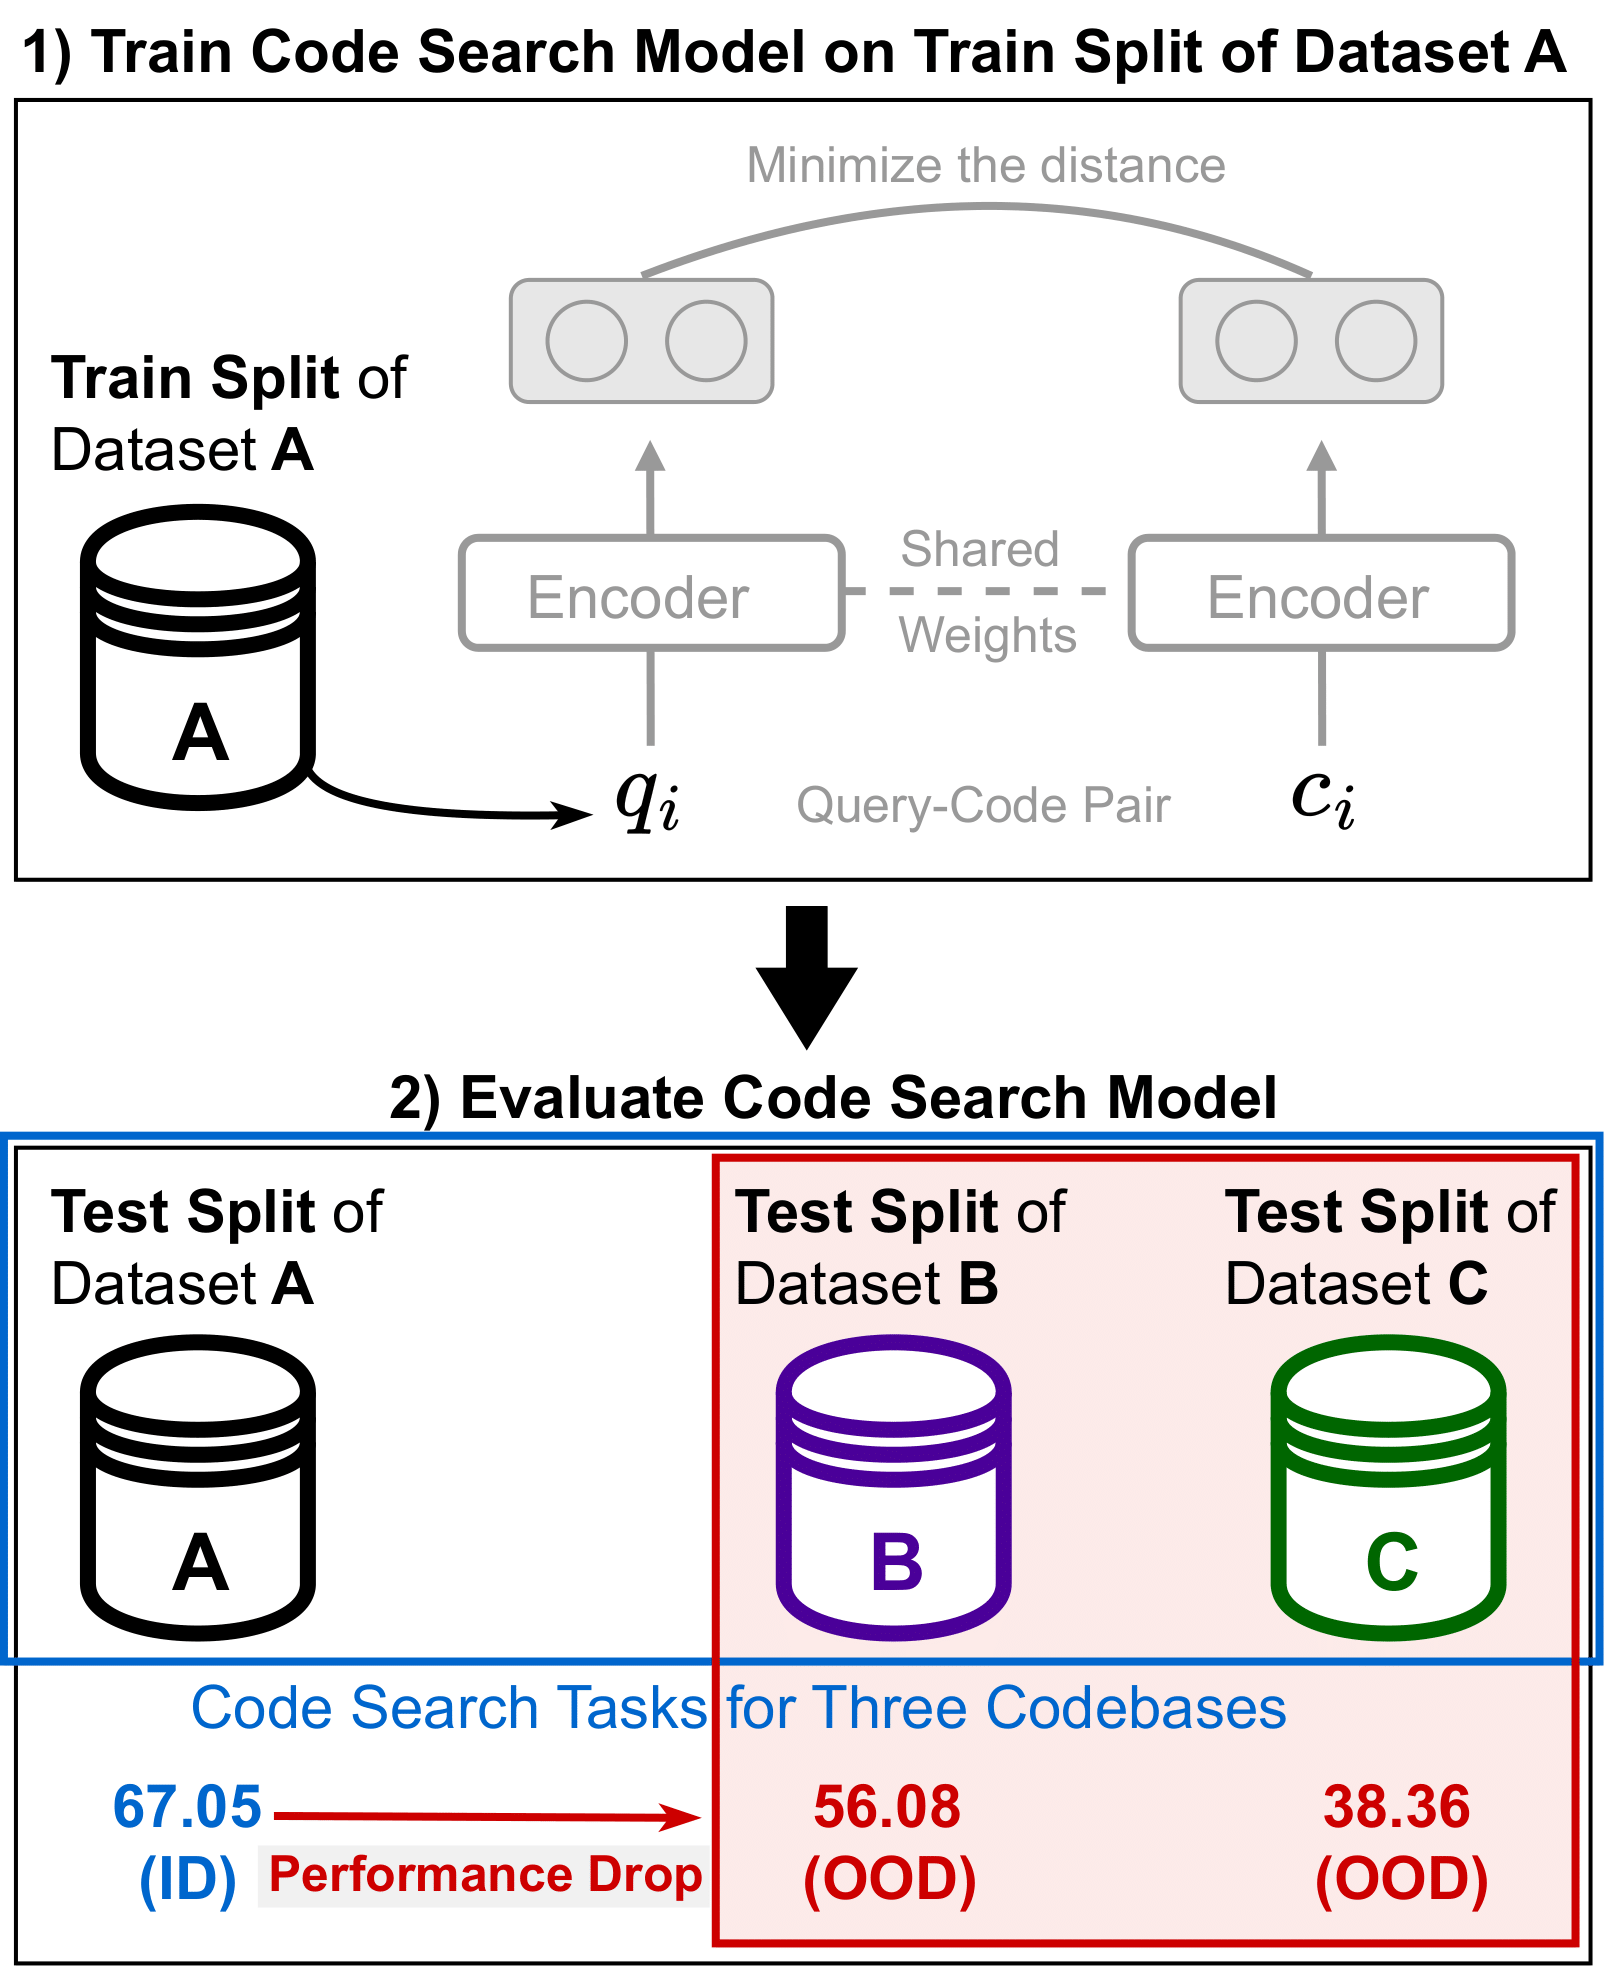 1) Train Code Search Model on Train Split of Dataset A
Minimize the distance
Train Split of
Dataset A
Shared
Encoder
Encoder
Weights
A
q_i
Query-Code Pair
c_i
2) Evaluate Code Search Model
Test Split of
Dataset A
Test Split of
Dataset B
Test Split of
Dataset C
A
B
C
Code Search Tasks for Three Codebases
67.05
(ID)
Performance Drop
56.08
(OOD)
38.36
(OOD)